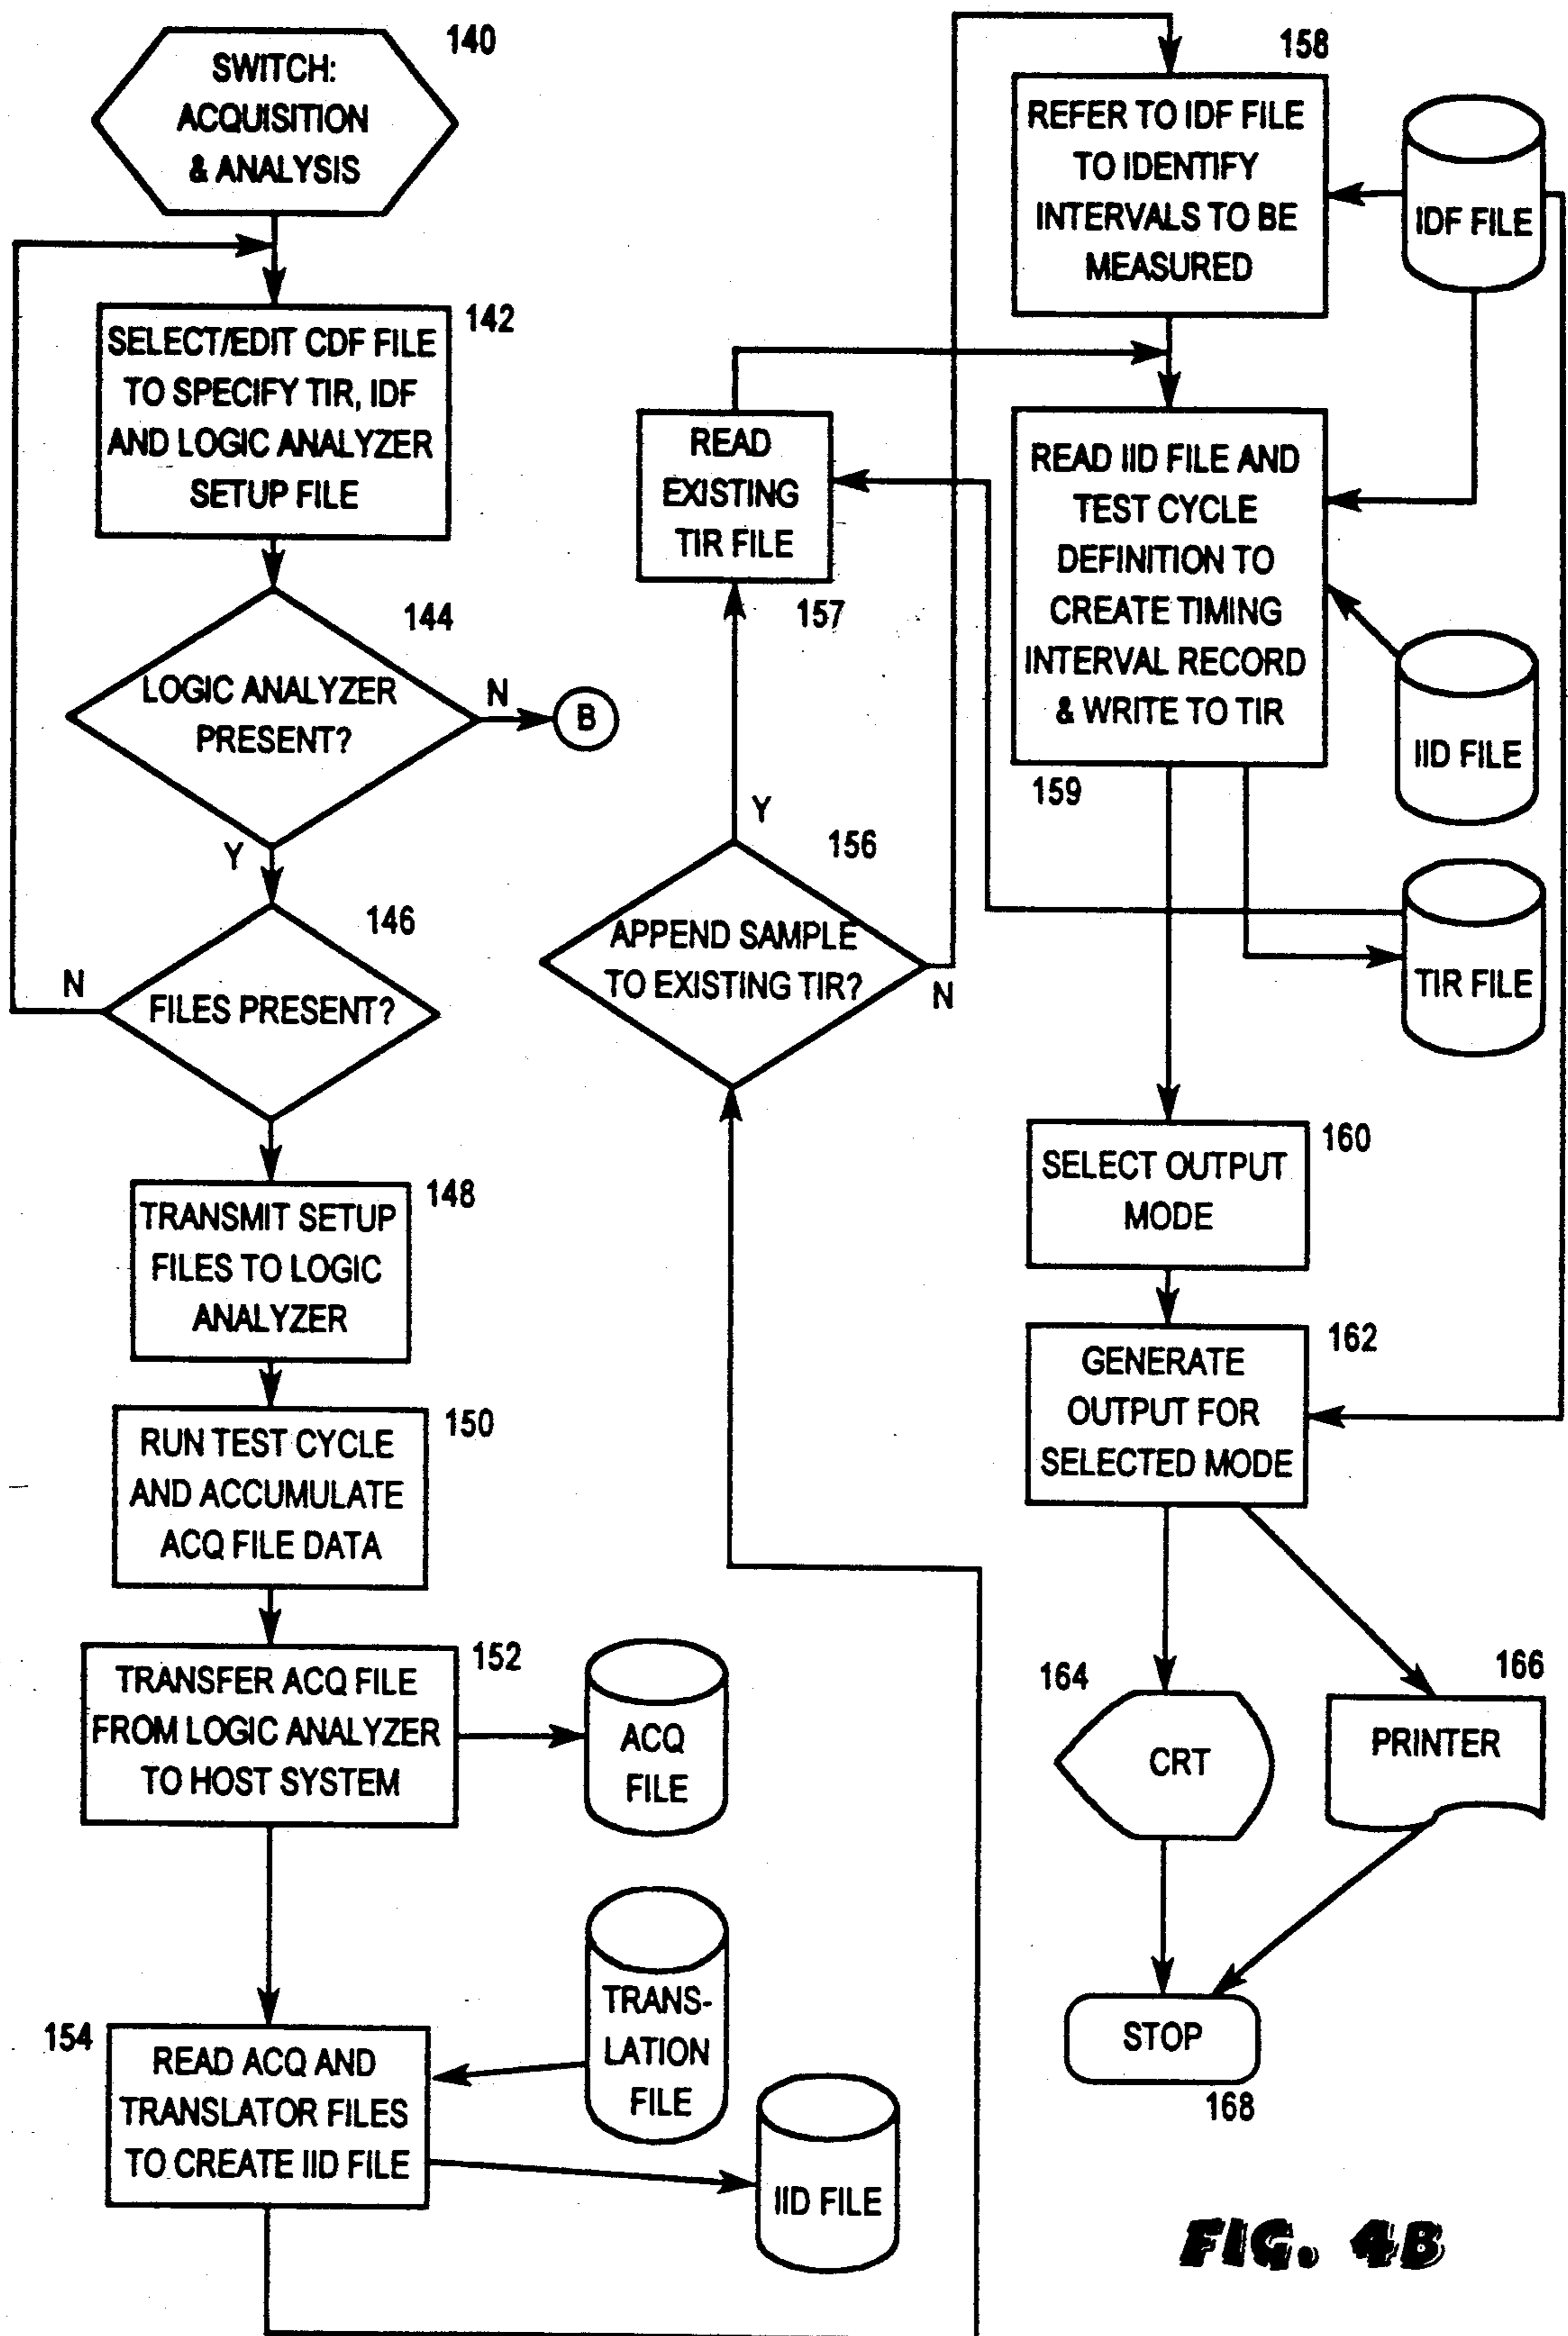 140
SWITCH:
ACQUISITION
& ANALYSIS
142
SELECT/EDIT CDF FILE
TO SPECIFY TIR, IDF
AND LOGIC ANALYZER
SETUP FILE
144
LOGIC ANALYZER
PRESENT?
N
B
Y
146
FILES PRESENT?
N
148
TRANSMIT SETUP
FILES TO LOGIC
ANALYZER
150
RUN TEST CYCLE
AND ACCUMULATE
ACQ FILE DATA
152
TRANSFER ACQ FILE
FROM LOGIC ANALYZER
TO HOST SYSTEM
ACQ
FILE
154
READ ACQ AND
TRANSLATOR FILES
TO CREATE IID FILE
TRANS-
LATION
FILE
IID FILE
156
APPEND SAMPLE
TO EXISTING TIR?
Y
N
READ
EXISTING
TIR FILE
157
158
REFER TO IDF FILE
TO IDENTIFY
INTERVALS TO BE
MEASURED
IDF FILE
READ IID FILE AND
TEST CYCLE
DEFINITION TO
CREATE TIMING
INTERVAL RECORD
& WRITE TO TIR
159
IID FILE
TIR FILE
160
SELECT OUTPUT
MODE
162
GENERATE
OUTPUT FOR
SELECTED MODE
164
CRT
166
PRINTER
STOP
168
FIG. 4B